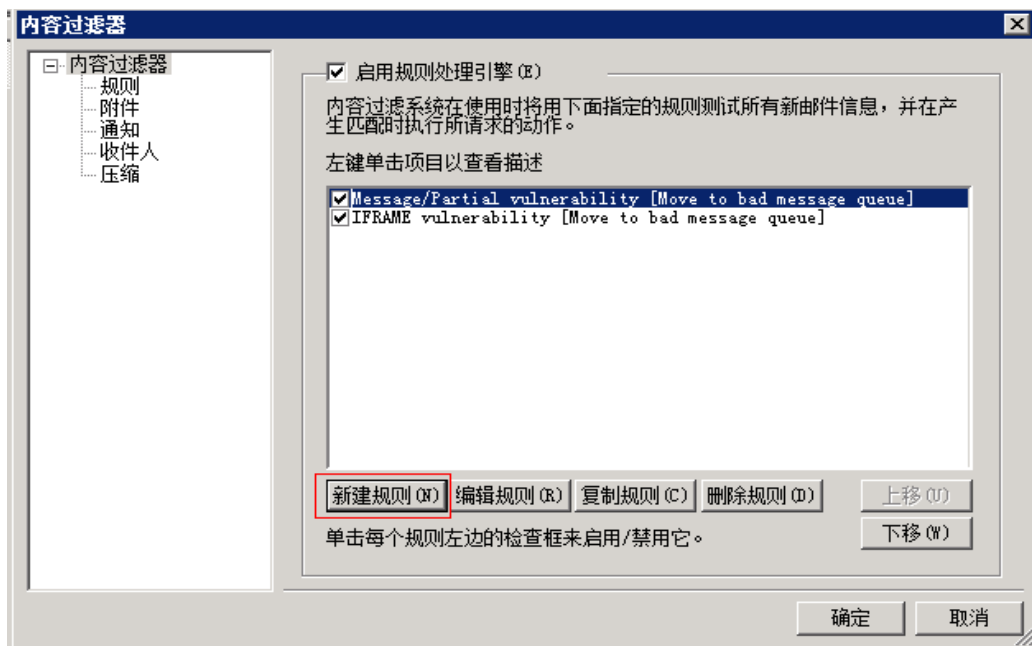 内容过滤器
内容过滤器
规则
附件
通知
收件人
压缩
启用规则处理引擎(E)
内容过滤系统在使用时将用下面指定的规则测试所有新邮件信息，并在产
生匹配时执行所请求的动作。
左键单击项目以查看描述
Message/Partial vulnerability [Move to bad message queue]
IFRAME vulnerability [Move to bad message queue]
新建规则(N) 编辑规则(R) 复制规则(C) 删除规则(D) 上移(U)
单击每个规则左边的检查框来启用/禁用它。 下移(W)
确定 取消